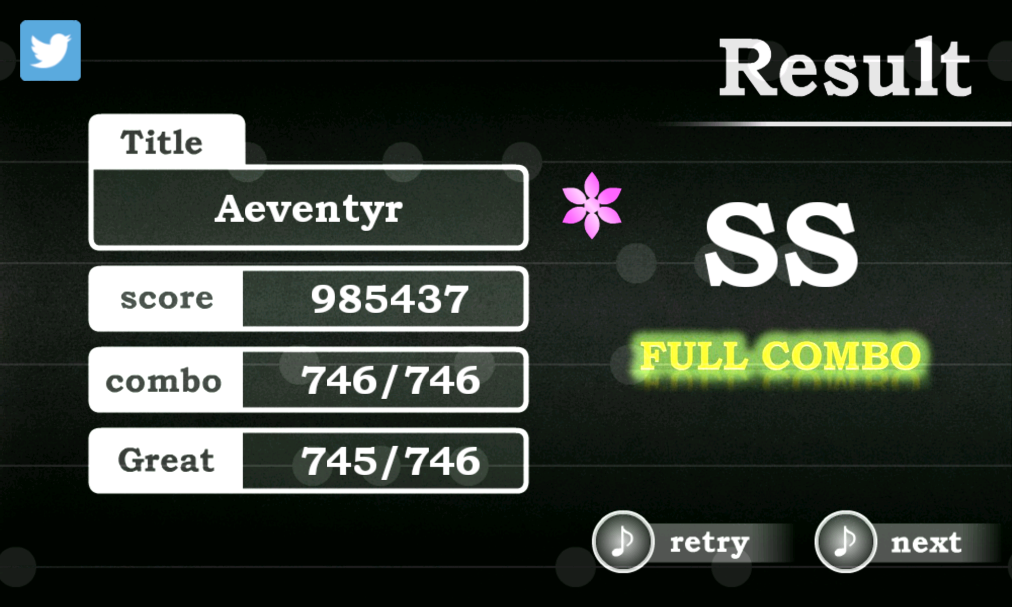 Result
Title
Aeventyr
SS
score 985437
FULL COMBO
combo 746/746
Great 745/746
retry next